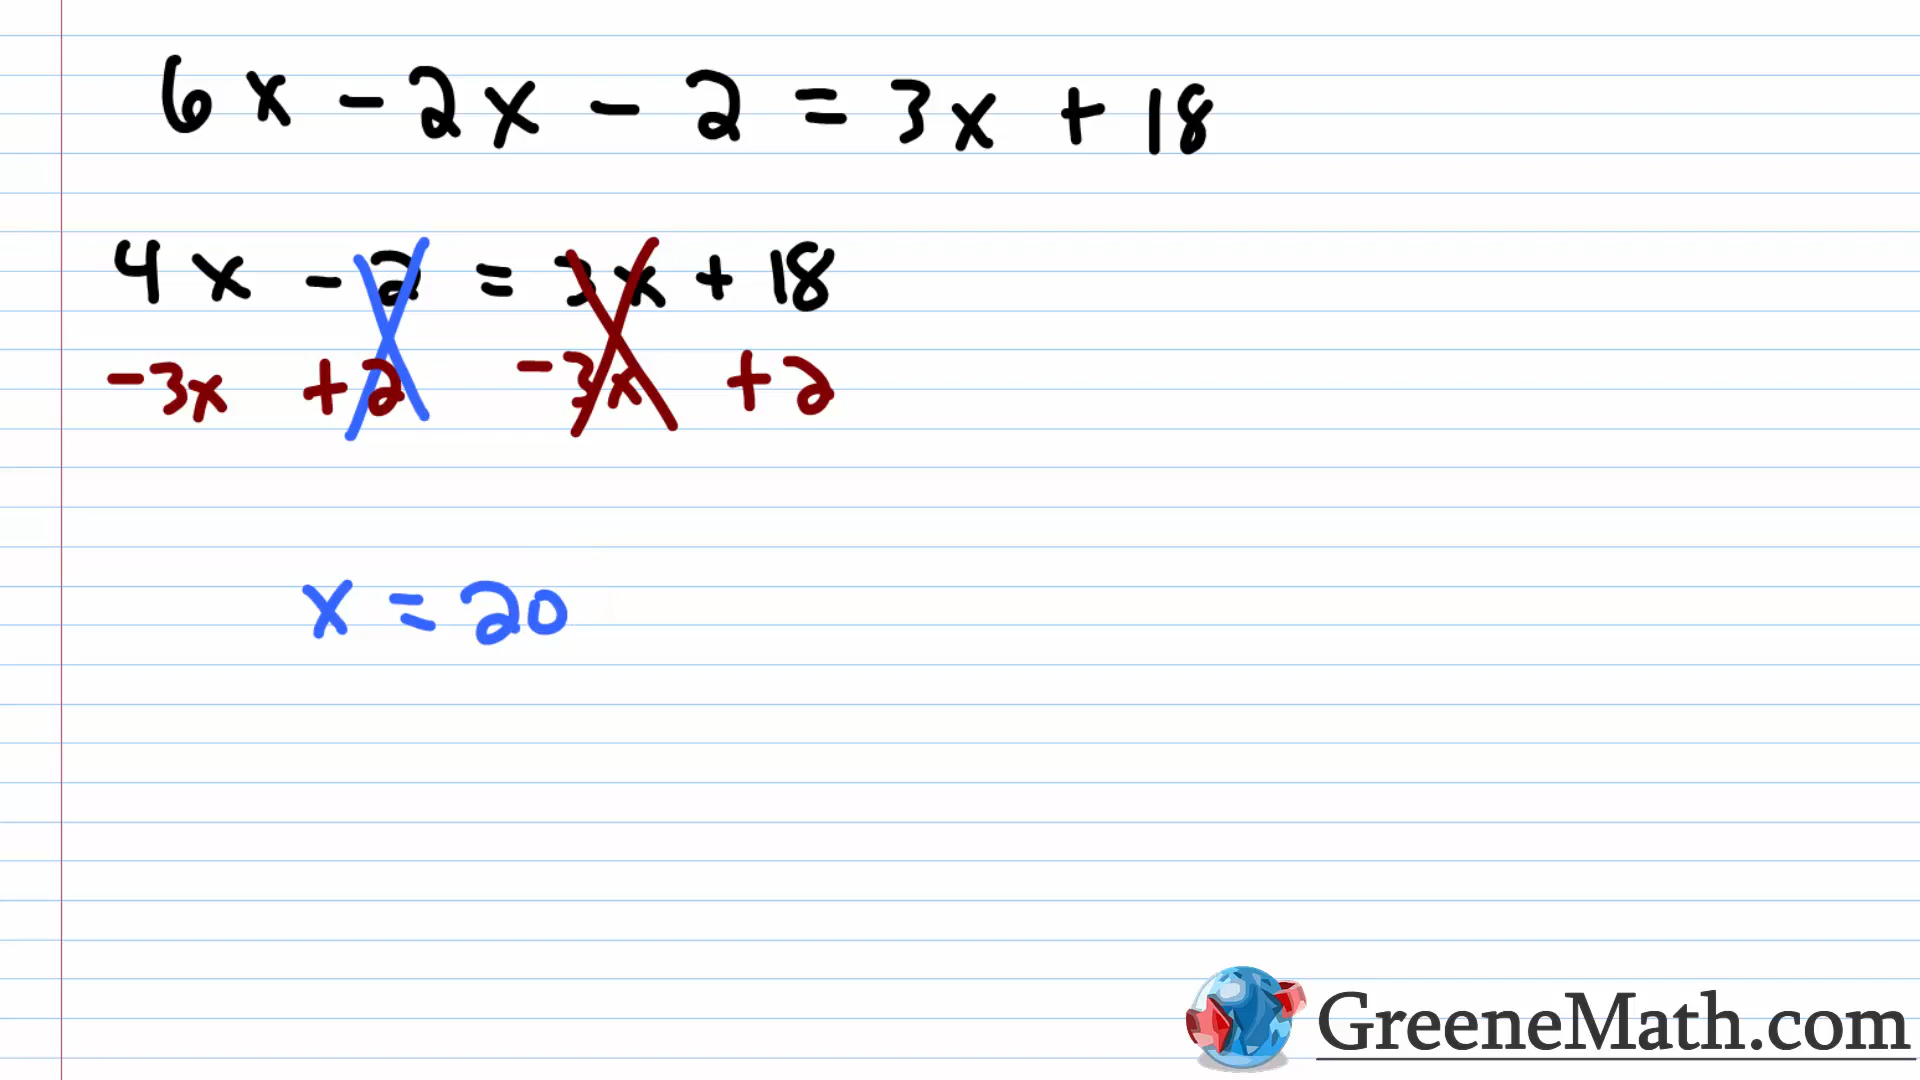 6x - 2x - 2 = 3x + 18
4x - 2 = 3x + 18
-3x +2 -3x +2
x = 20
GreeneMath.com